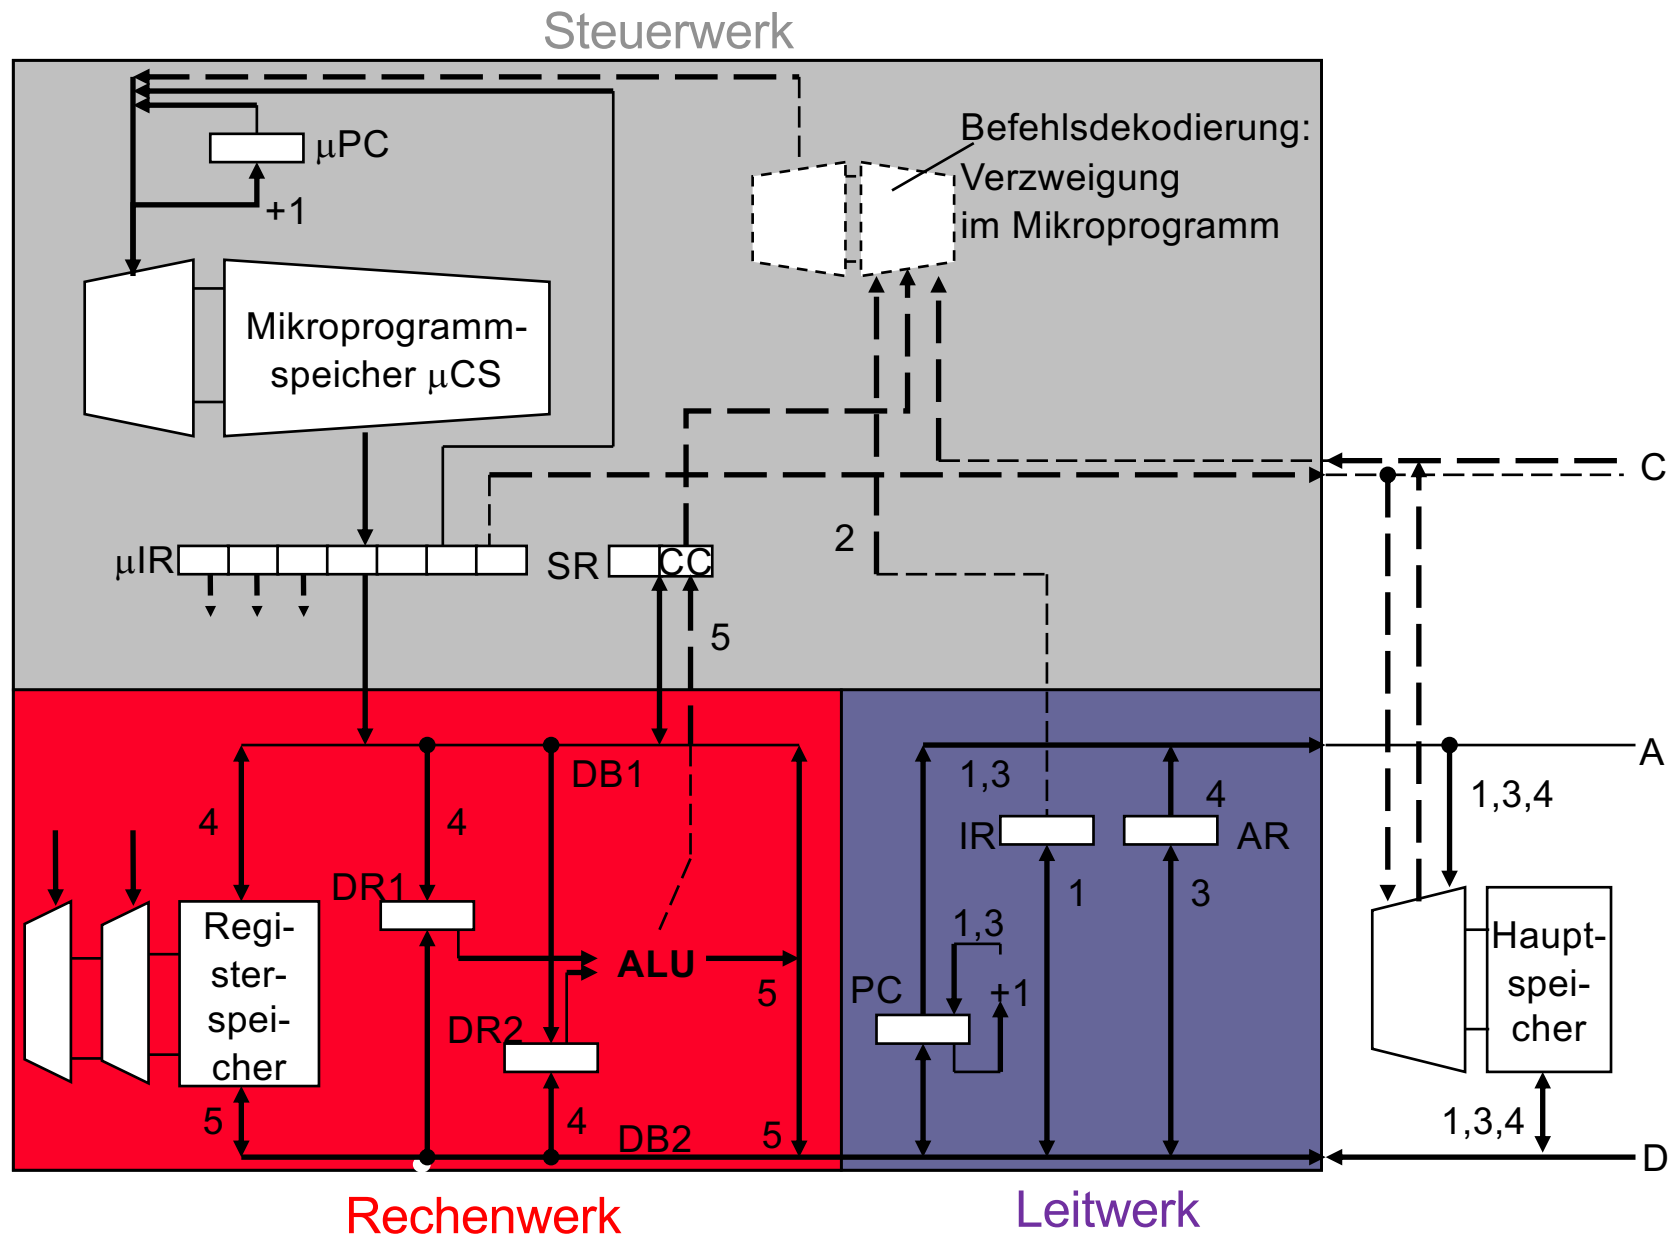 Steuerwerk
μPC
+1
Befehlsdekodierung:
Verzweigung
im Mikroprogramm
Mikroprogramm-
speicher μCS
C
2
μIR
SR
CC
5
DB1
1,3
A
4
4
4
1,3,4
IR
AR
DR1
1
3
Regi-
ster-
spei-
cher
1,3
ALU
PC
+1
5
Haupt-
spei-
cher
DR2
5
4
DB2
5
1,3,4
D
Rechenwerk
Leitwerk